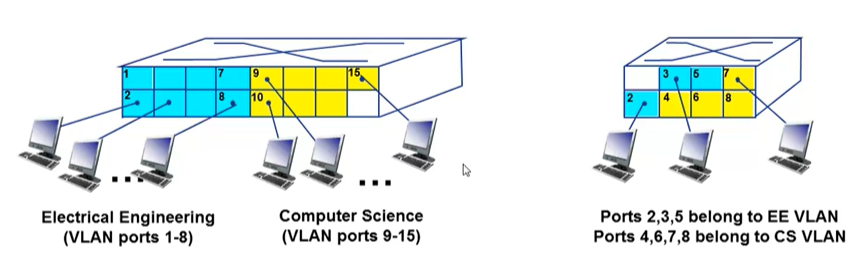 1 7 9 15
2 8 10
3 5 7
2 4 6 8
... ...
Electrical Engineering
(VLAN ports 1-8)
Computer Science
(VLAN ports 9-15)
Ports 2,3,5 belong to EE VLAN
Ports 4,6,7,8 belong to CS VLAN